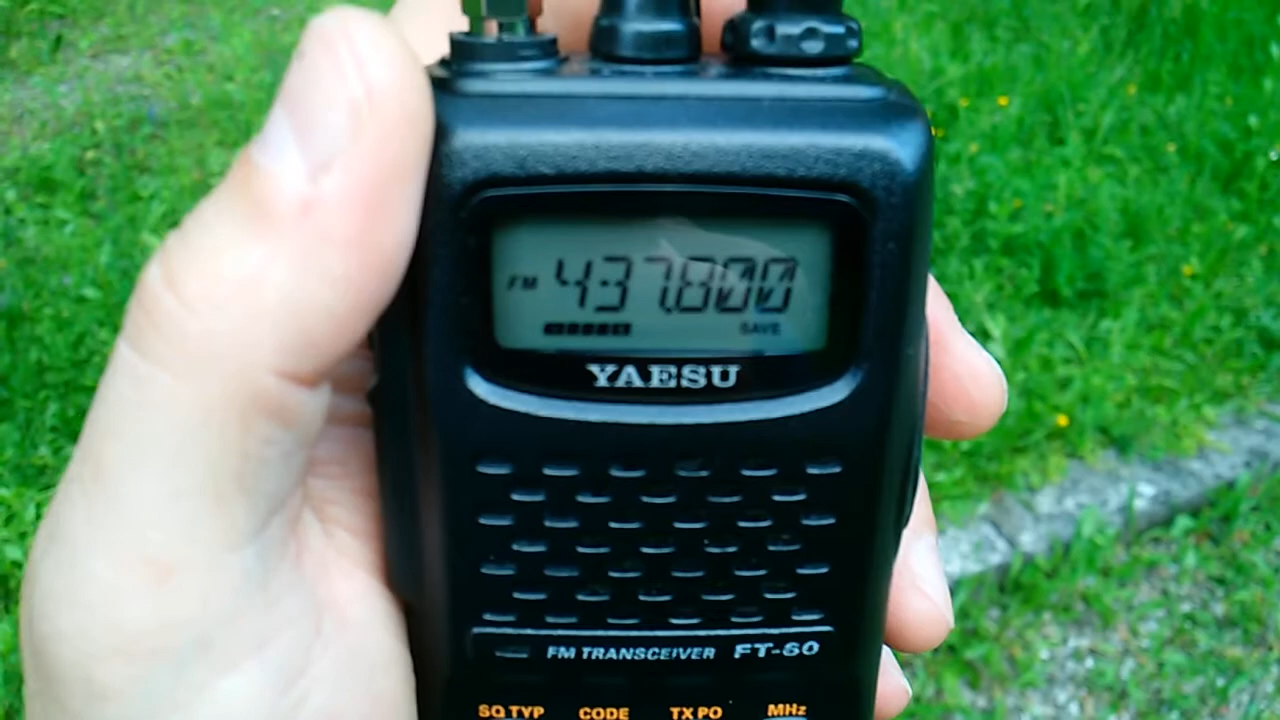 FM 437.800
SAVE
YAESU
FM TRANSCEIVER FT-60
SQ TYP CODE TX PO MHz